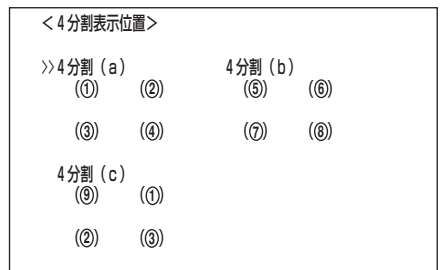 ＜4分割表示位置＞
>>4分割(a) 4分割(b)
(①) (②) (⑤) (⑥)
(③) (④) (⑦) (⑧)
4分割(c)
(⑨) (①)
(②) (③)